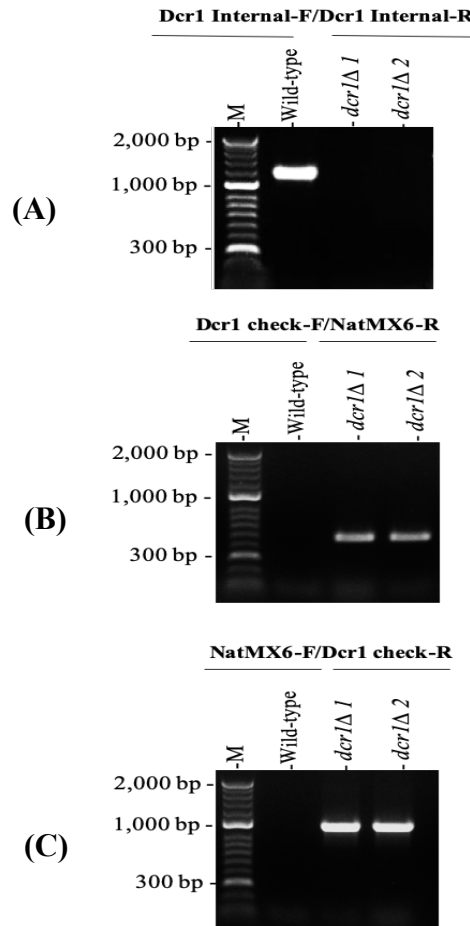 Dcr1 Internal-F/Dcr1 Internal-R
-M
-Wild-type
- dcr1Δ 1
- dcr1Δ 2
2,000 bp -
(A)
1,000 bp -
300 bp -
Dcr1 check-F/NatMX6-R
-M
-Wild-type
- dcr1Δ 1
- dcr1Δ 2
2,000 bp -
1,000 bp -
(B)
300 bp -
NatMX6-F/Dcr1 check-R
-M
-Wild-type
- dcr1Δ 1
- dcr1Δ 2
2,000 bp -
1,000 bp -
(C)
300 bp -